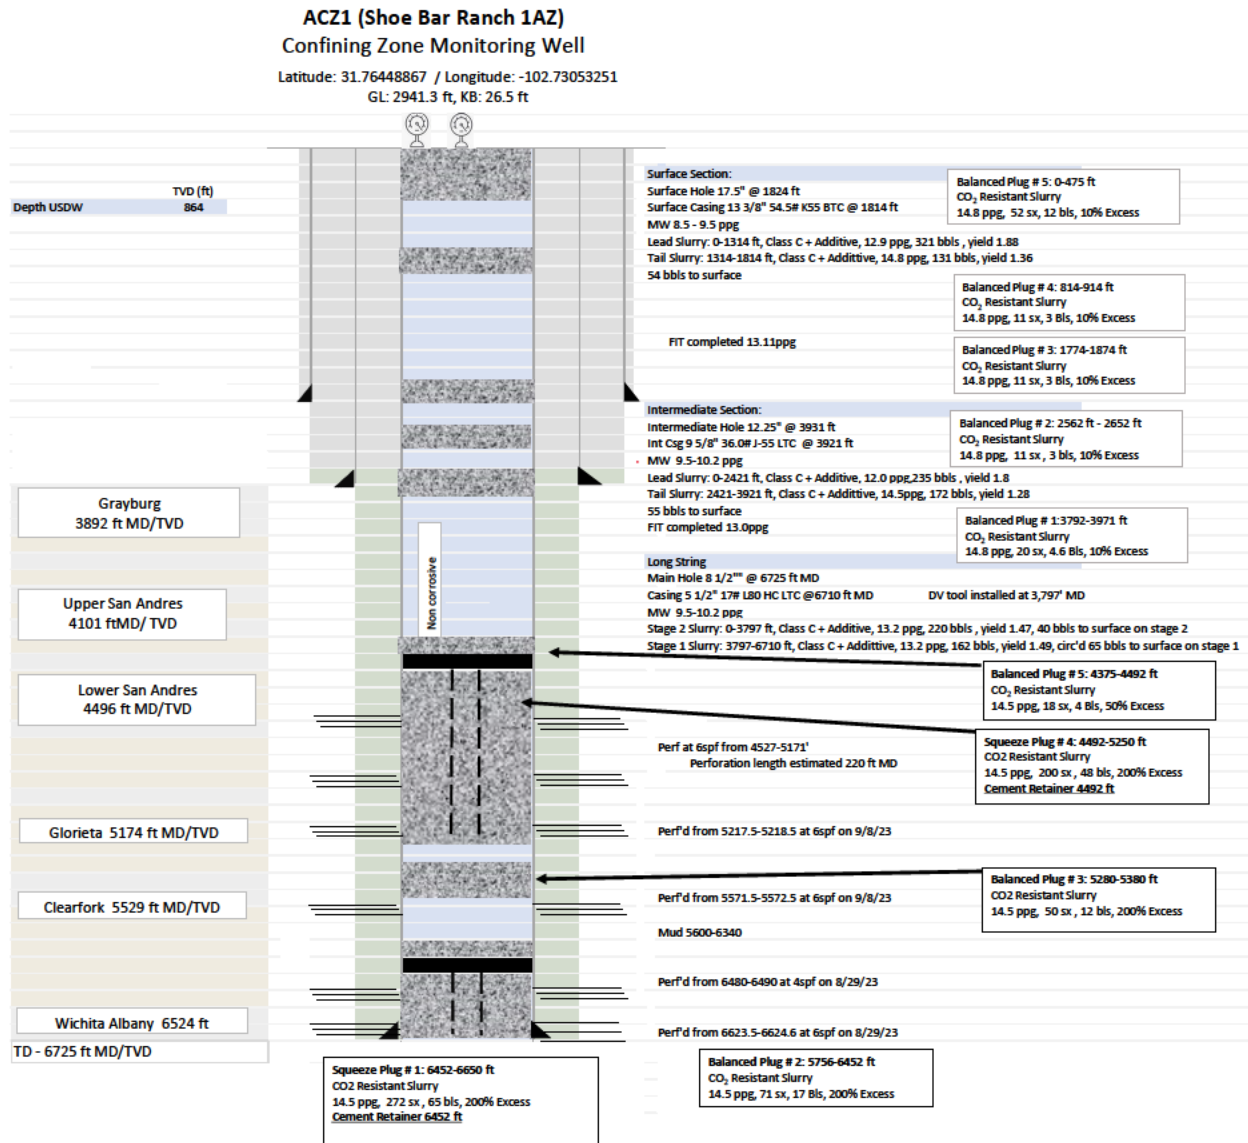 ACZ1 (Shoe Bar Ranch 1AZ)
Confining Zone Monitoring Well
Latitude: 31.76448867 / Longitude: -102.73053251
GL: 2941.3 ft, KB: 26.5 ft
TVD (ft)
Depth USDW 864
Surface Section:
Surface Hole 17.5" @ 1824 ft
Surface Casing 13 3/8" 54.5# K55 BTC @ 1814 ft
MW 8.5 - 9.5 ppg
Lead Slurry: 0-1314 ft, Class C + Additive, 12.9 ppg, 321 bbls , yield 1.88
Tail Slurry: 1314-1814 ft, Class C + Addittive, 14.8 ppg, 131 bbls, yield 1.36
54 bbls to surface
FIT completed 13.11ppg
Balanced Plug # 5: 0-475 ft
CO2 Resistant Slurry
14.8 ppg, 52 sx, 12 bls, 10% Excess
Balanced Plug # 4: 814-914 ft
CO2 Resistant Slurry
14.8 ppg, 11 sx, 3 Bls, 10% Excess
Balanced Plug # 3: 1774-1874 ft
CO2 Resistant Slurry
14.8 ppg, 11 sx, 3 Bls, 10% Excess
Intermediate Section:
Intermediate Hole 12.25" @ 3931 ft
Int Csg 9 5/8" 36.0# J-55 LTC @ 3921 ft
MW 9.5-10.2 ppg
Lead Slurry: 0-2421 ft, Class C + Additive, 12.0 ppg,235 bbls , yield 1.8
Tail Slurry: 2421-3921 ft, Class C + Additive, 14.5ppg, 172 bbls, yield 1.28
55 bbls to surface
FIT completed 13.0ppg
Balanced Plug # 2: 2562 ft - 2652 ft
CO2 Resistant Slurry
14.8 ppg, 11 sx , 3 bls, 10% Excess
Balanced Plug # 1:3792-3971 ft
CO2 Resistant Slurry
14.8 ppg, 20 sx, 4.6 Bls, 10% Excess
Long String
Main Hole 8 1/2"" @ 6725 ft MD
Casing 5 1/2" 17# L80 HC LTC @6710 ft MD DV tool installed at 3,797' MD
MW 9.5-10.2 ppg
Stage 2 Slurry: 0-3797 ft, Class C + Additive, 13.2 ppg, 220 bbls , yield 1.47, 40 bbls to surface on stage 2
Stage 1 Slurry: 3797-6710 ft, Class C + Addittive, 13.2 ppg, 162 bbls, yield 1.49, circ'd 65 bbls to surface on stage 1
Grayburg
3892 ft MD/TVD
Upper San Andres
4101 ftMD/ TVD
Lower San Andres
4496 ft MD/TVD
Glorieta 5174 ft MD/TVD
Clearfork 5529 ft MD/TVD
Wichita Albany 6524 ft
TD - 6725 ft MD/TVD
Non corrosive
Balanced Plug # 5: 4375-4492 ft
CO2 Resistant Slurry
14.5 ppg, 18 sx, 4 Bls, 50% Excess
Perf at 6spf from 4527-5171'
Perforation length estimated 220 ft MD
Squeeze Plug # 4: 4492-5250 ft
CO2 Resistant Slurry
14.5 ppg, 200 sx , 48 bls, 200% Excess
Cement Retainer 4492 ft
Perf'd from 5217.5-5218.5 at 6spf on 9/8/23
Balanced Plug # 3: 5280-5380 ft
CO2 Resistant Slurry
14.5 ppg, 50 sx , 12 bls, 200% Excess
Perf'd from 5571.5-5572.5 at 6spf on 9/8/23
Mud 5600-6340
Perf'd from 6480-6490 at 4spf on 8/29/23
Perf'd from 6623.5-6624.6 at 6spf on 8/29/23
Squeeze Plug # 1: 6452-6650 ft
CO2 Resistant Slurry
14.5 ppg, 272 sx , 65 bls, 200% Excess
Cement Retainer 6452 ft
Balanced Plug # 2: 5756-6452 ft
CO2 Resistant Slurry
14.5 ppg, 71 sx, 17 Bls, 200% Excess